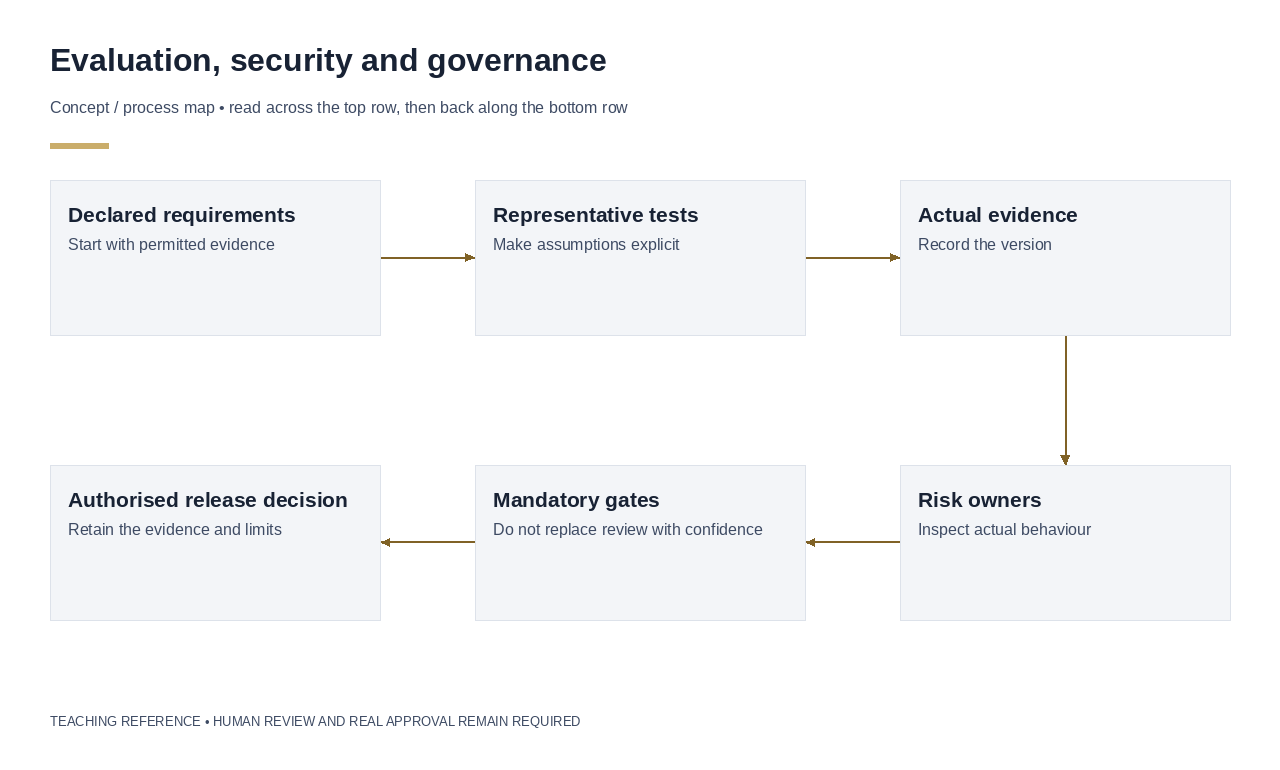 Evaluation, security and governance
Concept / process map • read across the top row, then back along the bottom row
Declared requirements
Start with permitted evidence
Representative tests
Make assumptions explicit
Actual evidence
Record the version
Risk owners
Inspect actual behaviour
Mandatory gates
Do not replace review with confidence
Authorised release decision
Retain the evidence and limits
TEACHING REFERENCE • HUMAN REVIEW AND REAL APPROVAL REMAIN REQUIRED